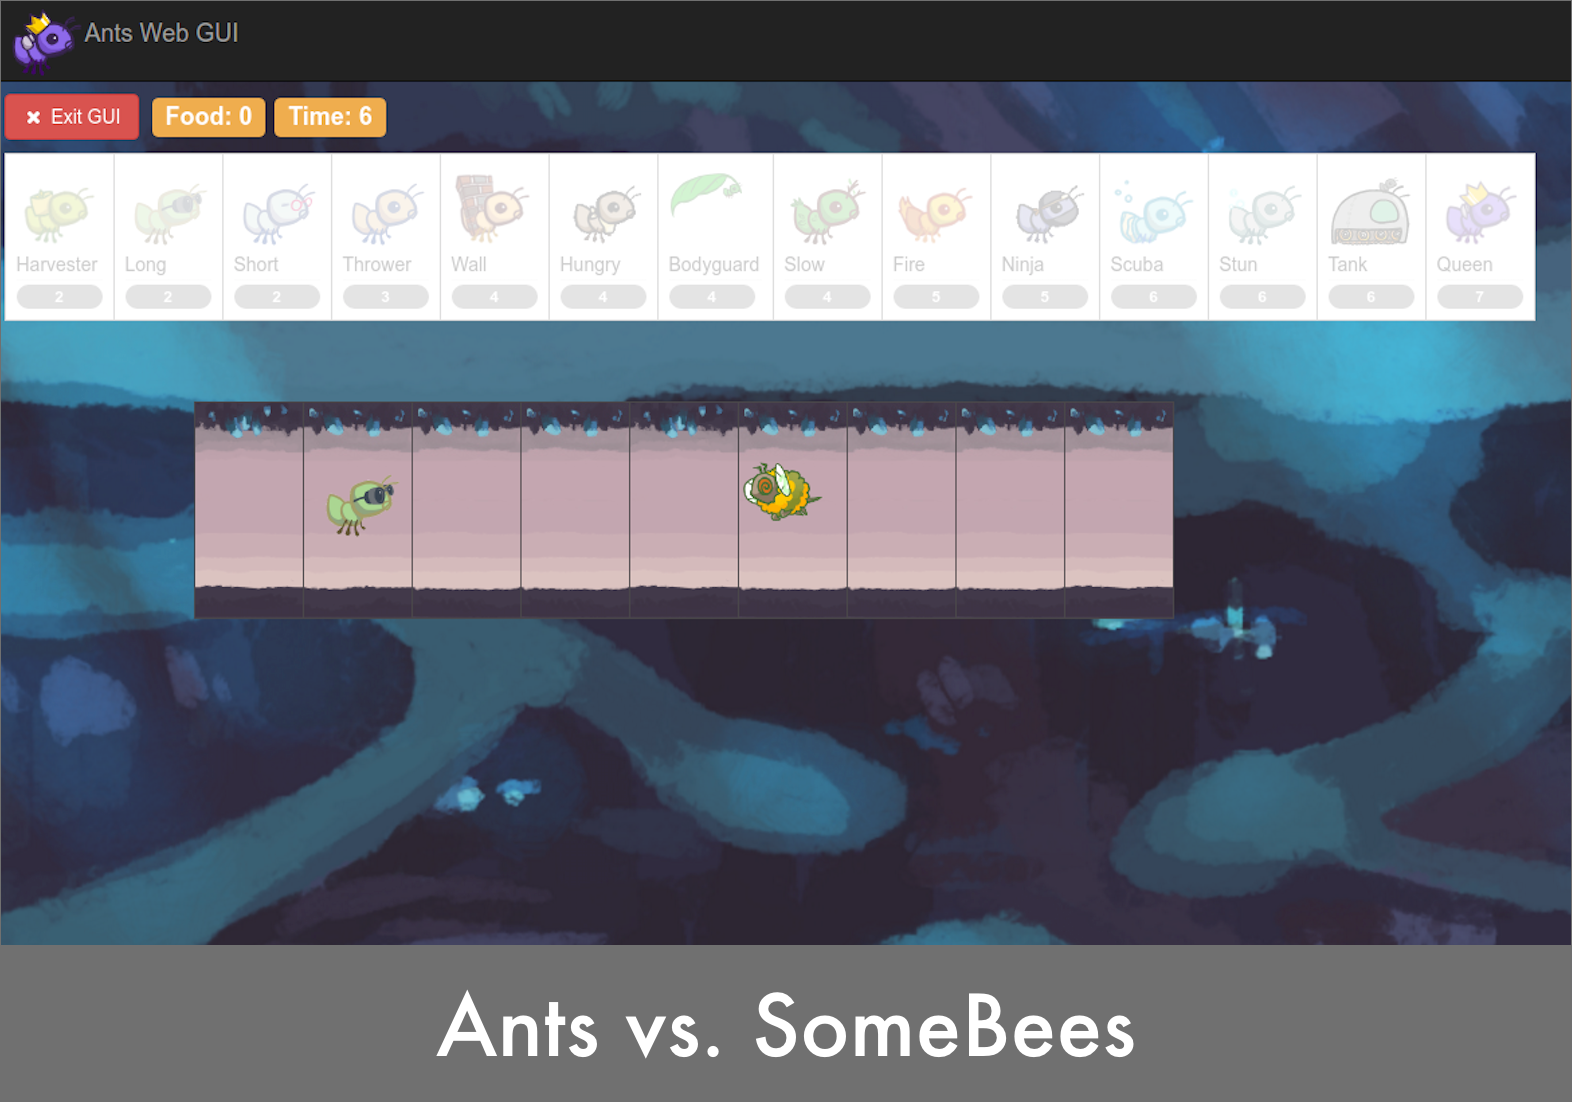 Ants Web GUI
✖ Exit GUI Food: 0 Time: 6
Harvester Long Short Thrower Wall Hungry Bodyguard Slow Fire Ninja Scuba Stun Tank Queen
2 2 2 3 4 4 4 4 5 5 6 6 6 7
Ants vs. SomeBees